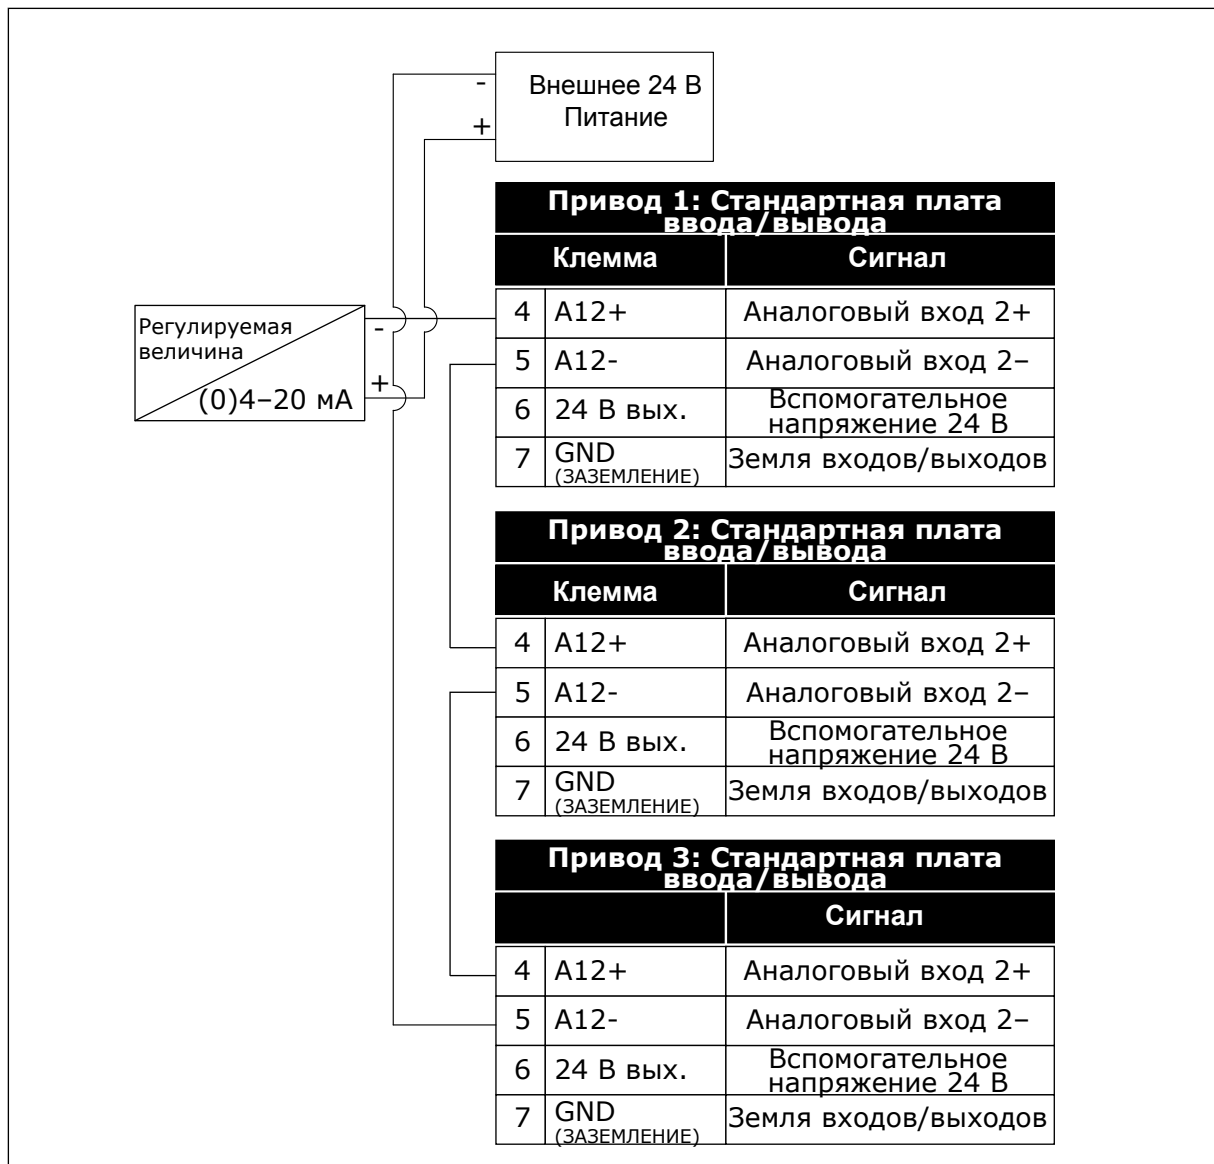 -
Внешнее 24 В
Питание
+
Привод 1: Стандартная плата
ввода/вывода
Клемма Сигнал
4 A12+ Аналоговый вход 2+
5 A12- Аналоговый вход 2–
6 24 В вых. Вспомогательное
напряжение 24 В
7 GND
(ЗАЗЕМЛЕНИЕ) Земля входов/выходов
Регулируемая
величина
-
+
(0)4–20 мА
Привод 2: Стандартная плата
ввода/вывода
Клемма Сигнал
4 A12+ Аналоговый вход 2+
5 A12- Аналоговый вход 2–
6 24 В вых. Вспомогательное
напряжение 24 В
7 GND
(ЗАЗЕМЛЕНИЕ) Земля входов/выходов
Привод 3: Стандартная плата
ввода/вывода
Сигнал
4 A12+ Аналоговый вход 2+
5 A12- Аналоговый вход 2–
6 24 В вых. Вспомогательное
напряжение 24 В
7 GND
(ЗАЗЕМЛЕНИЕ) Земля входов/выходов